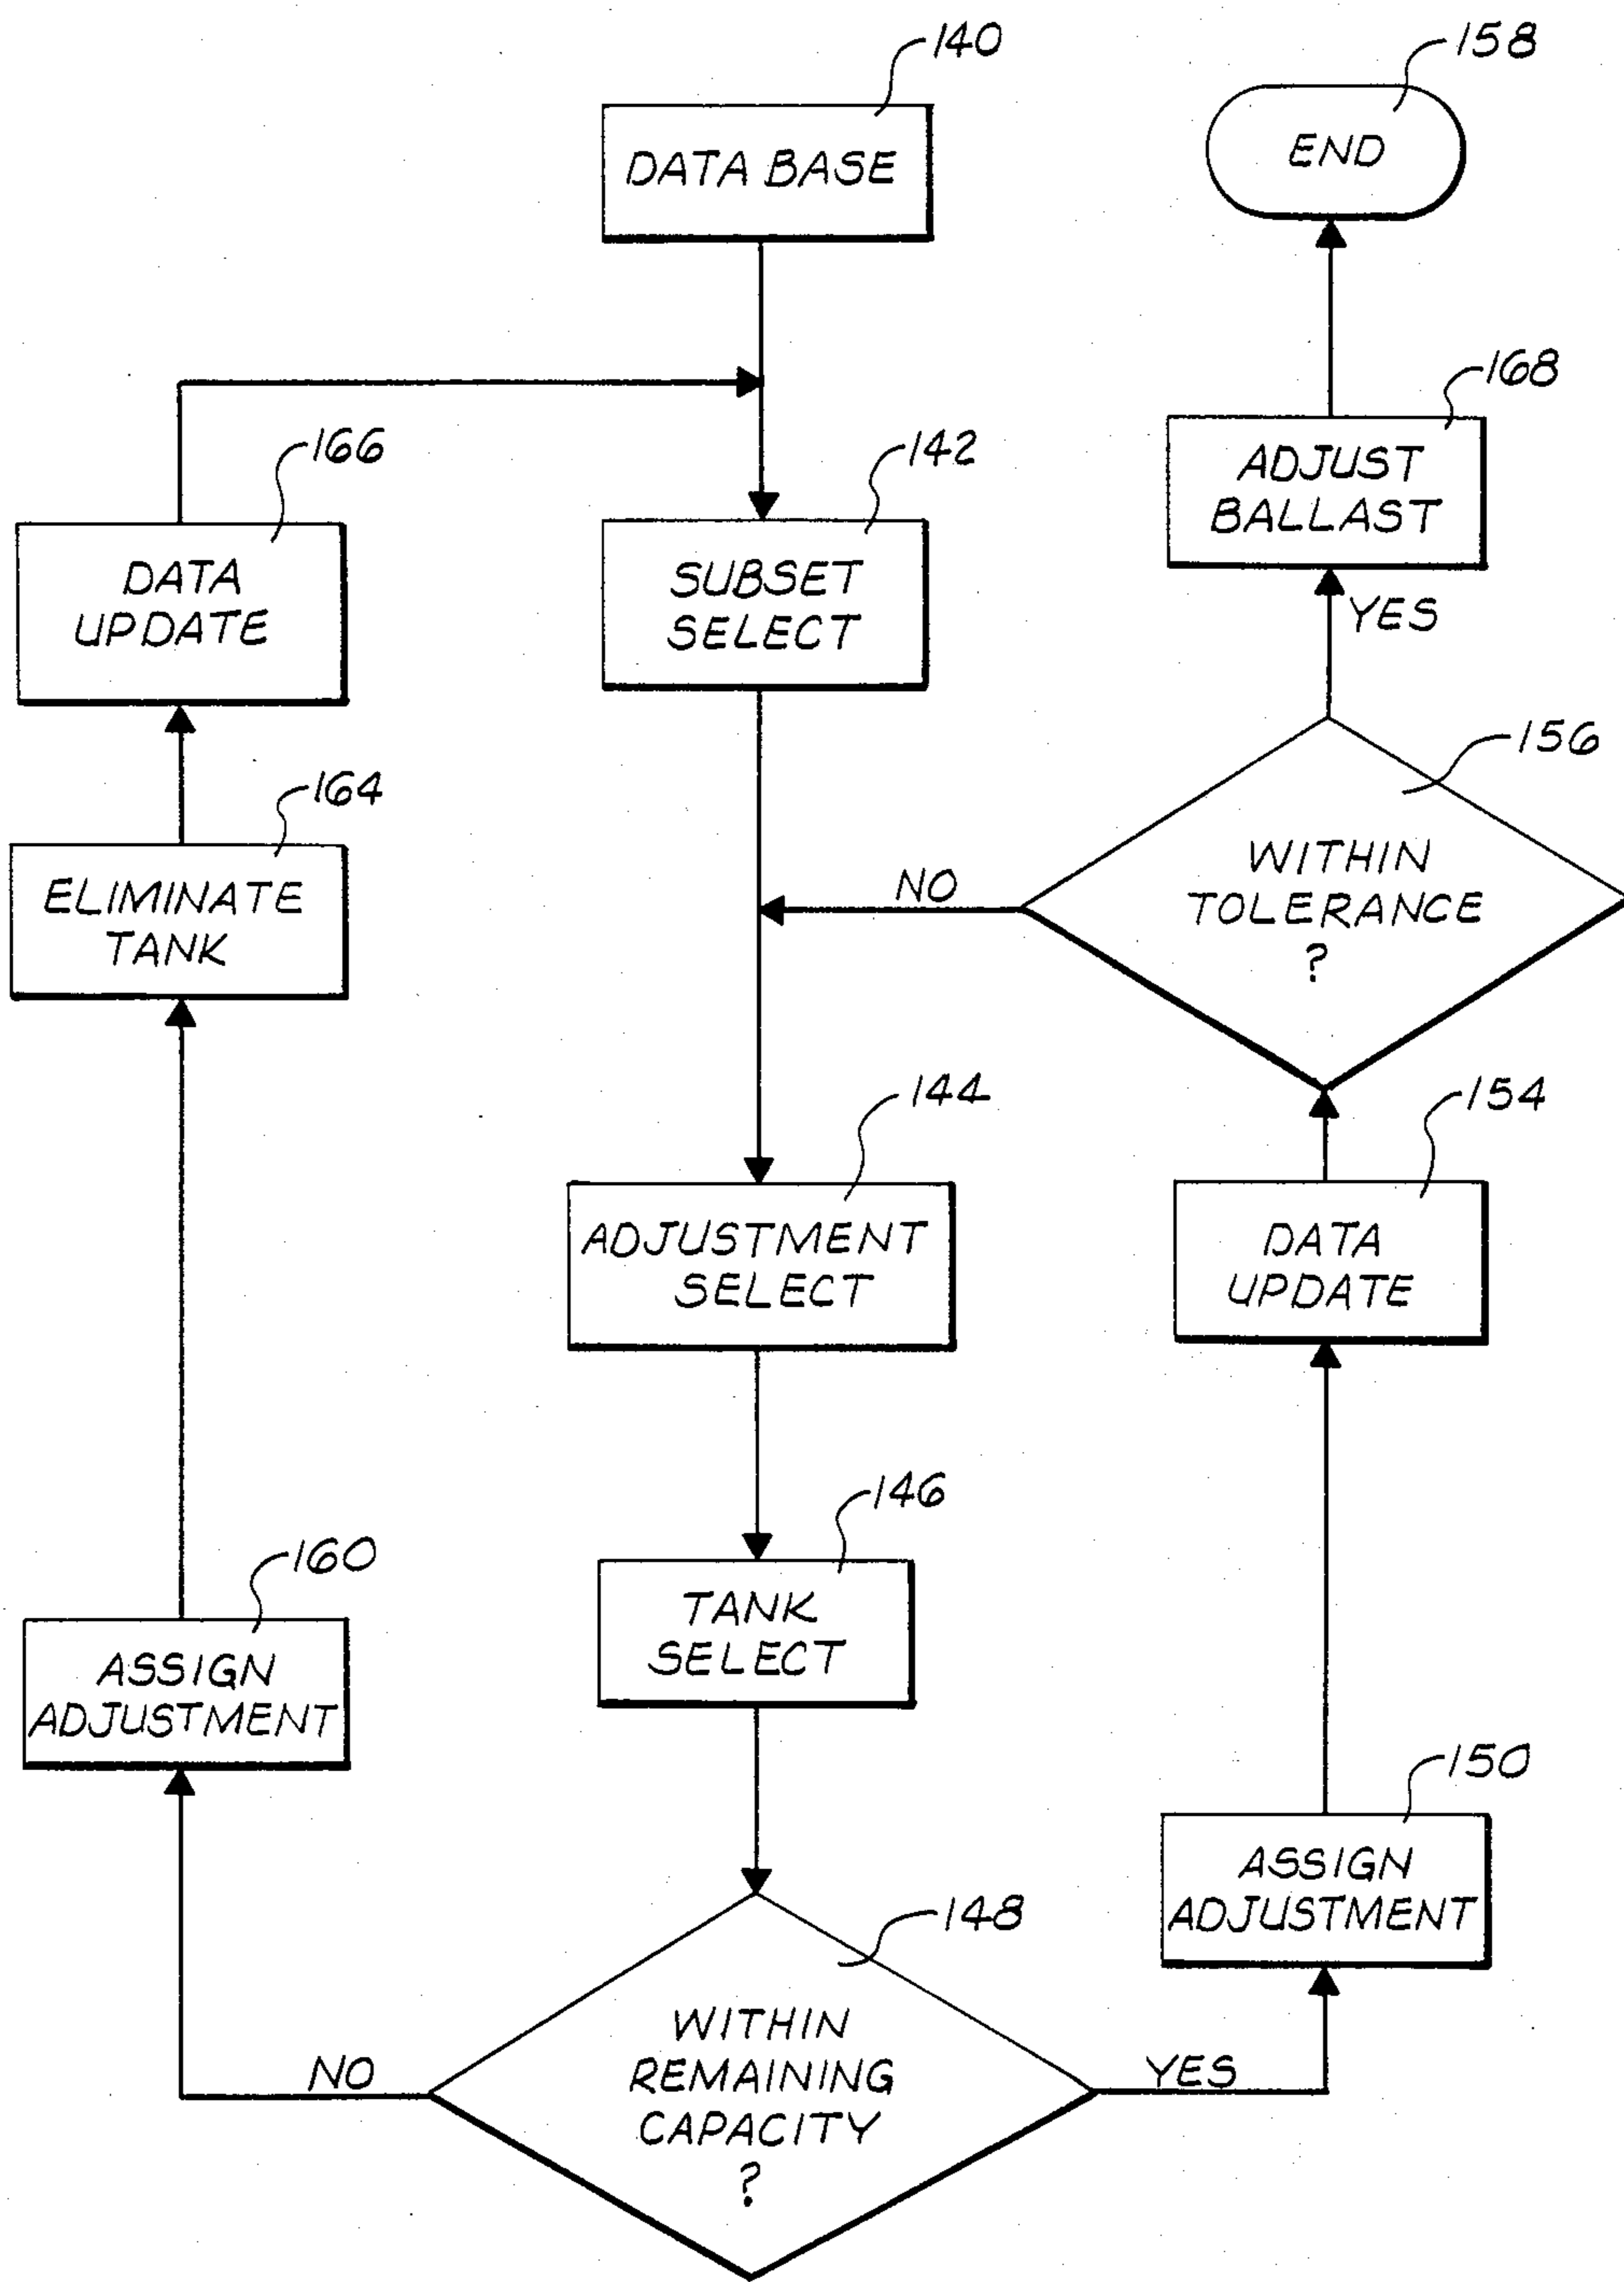 140
DATA BASE
158
END
166
DATA
UPDATE
142
SUBSET
SELECT
168
ADJUST
BALLAST
YES
164
ELIMINATE
TANK
156
WITHIN
TOLERANCE
?
NO
144
ADJUSTMENT
SELECT
154
DATA
UPDATE
146
TANK
SELECT
160
ASSIGN
ADJUSTMENT
150
ASSIGN
ADJUSTMENT
148
WITHIN
REMAINING
CAPACITY
?
NO
YES